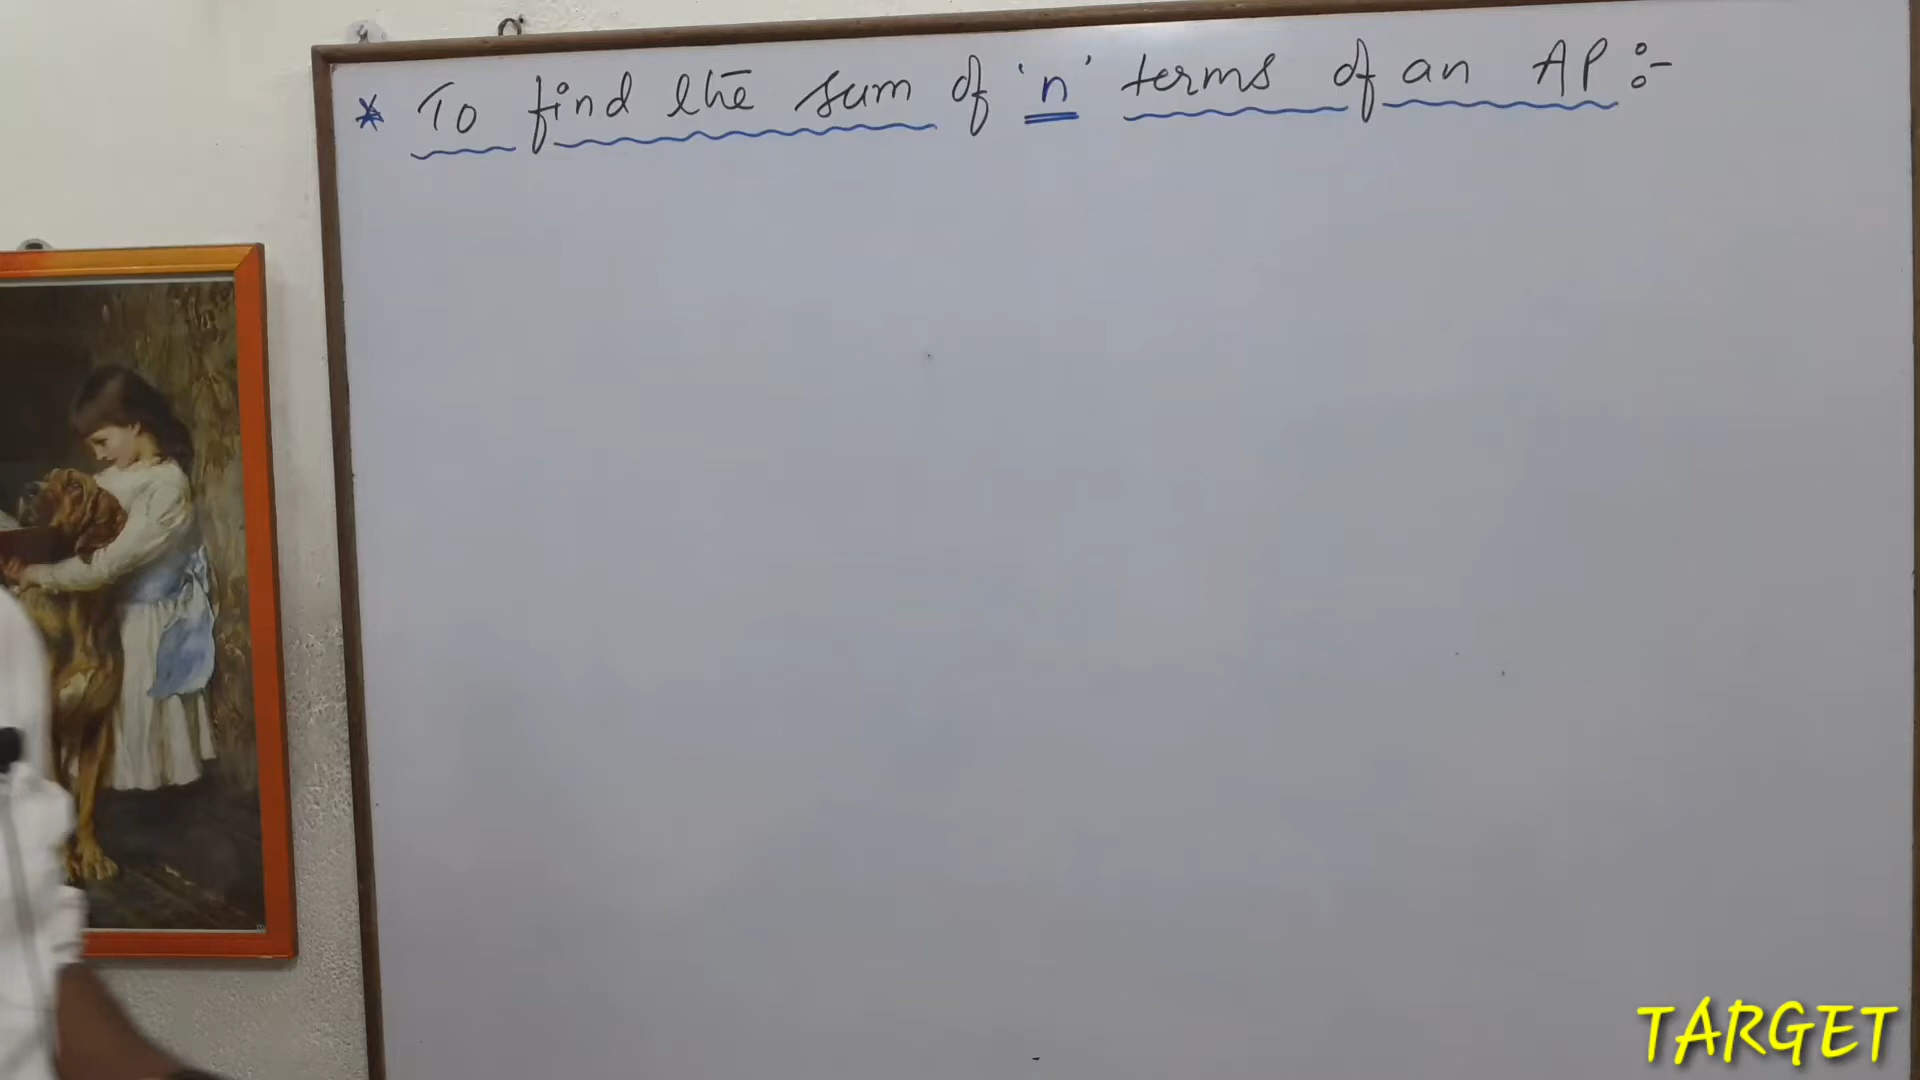 * To find the sum of 'n' terms of an AP :-
TARGET